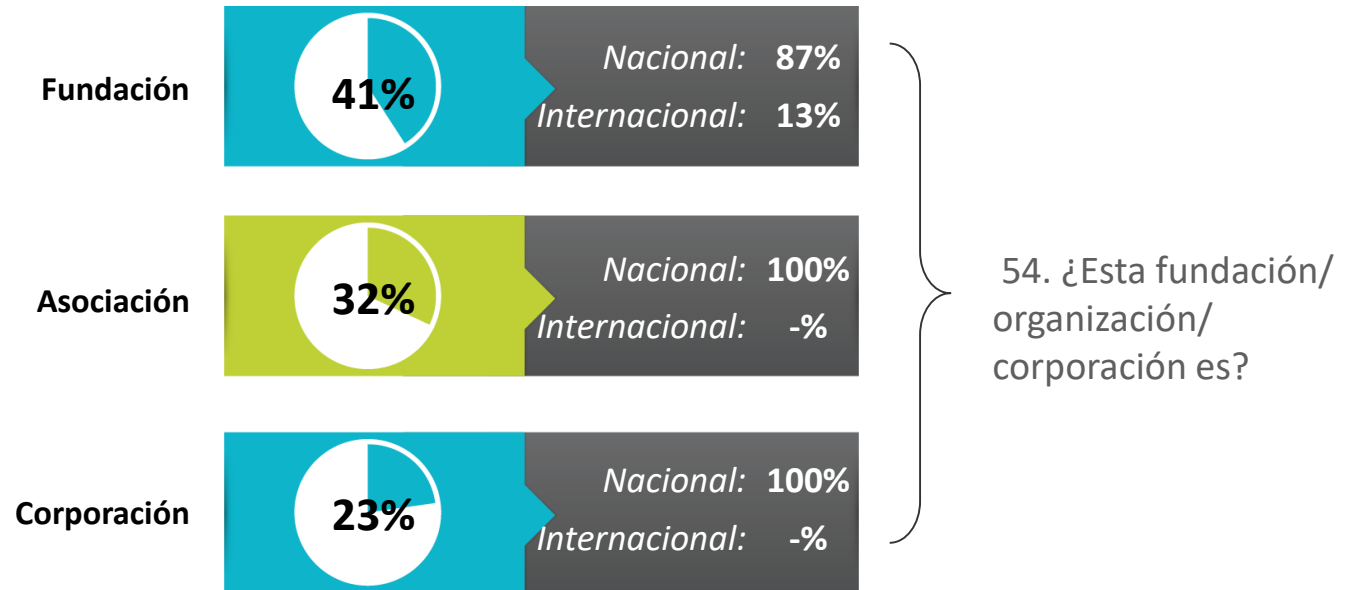 Fundación
41%
Nacional: 87%
Internacional: 13%
Asociación
32%
Nacional: 100%
Internacional: -%
Corporación
23%
Nacional: 100%
Internacional: -%
54. ¿Esta fundación/
organización/
corporación es?